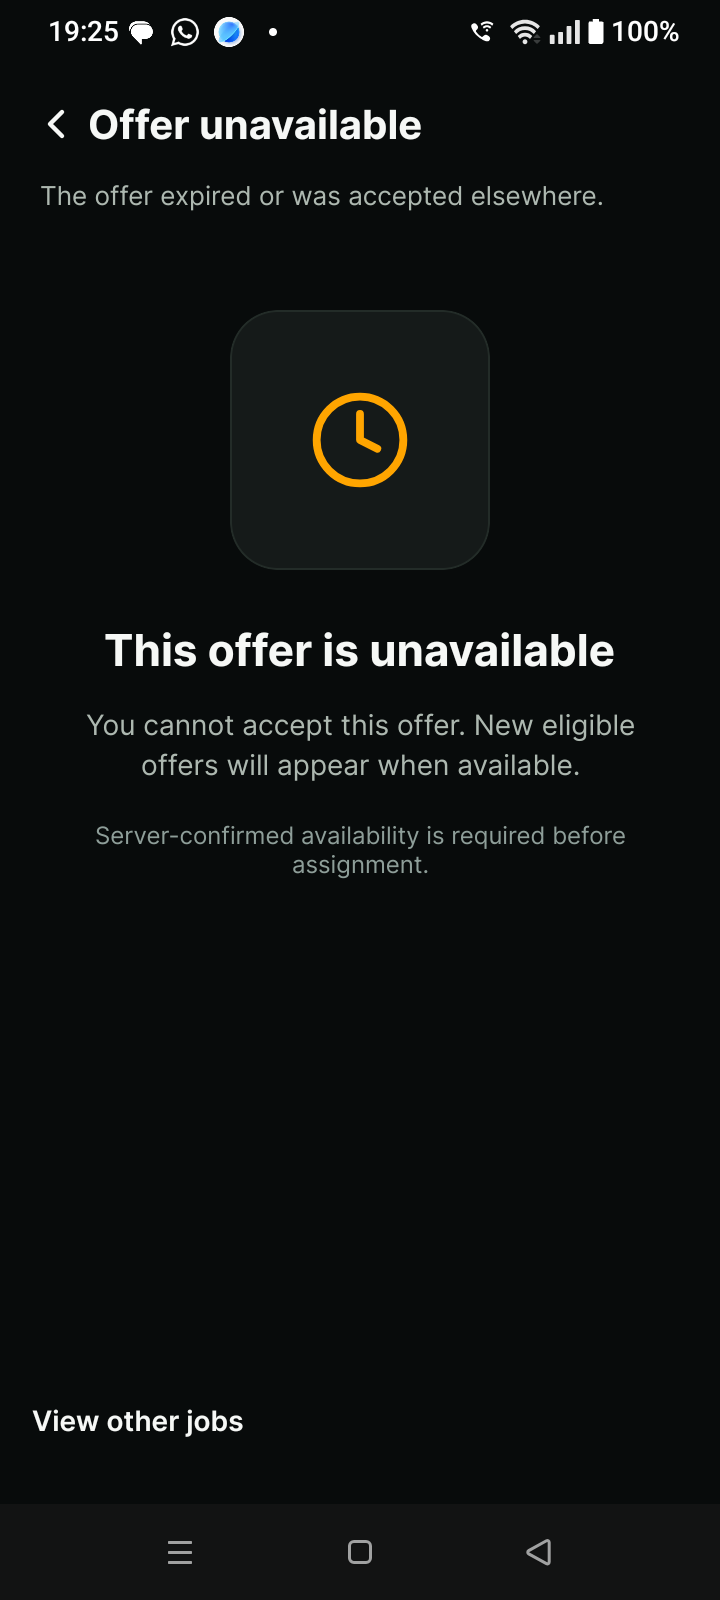 19:25
100%
Offer unavailable
The offer expired or was accepted elsewhere.
This offer is unavailable
You cannot accept this offer. New eligible
offers will appear when available.
Server-confirmed availability is required before
assignment.
View other jobs